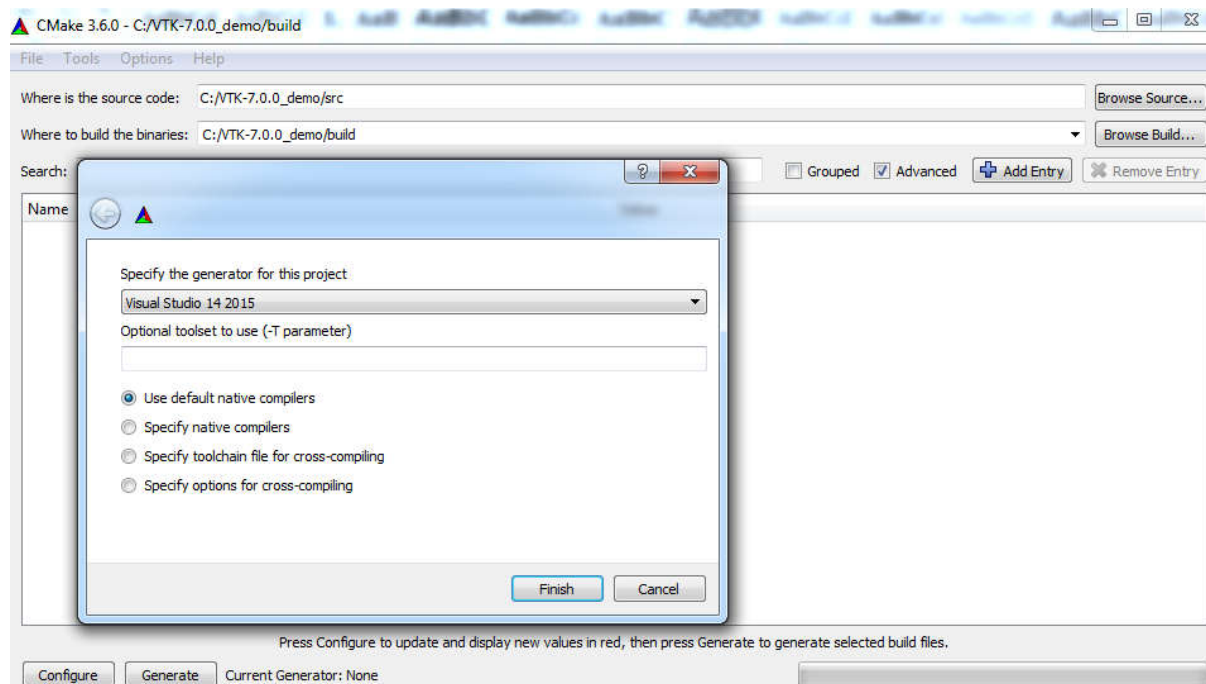 CMake 3.6.0 - C:/VTK-7.0.0_demo/build
File Tools Options Help
Where is the source code: C:/VTK-7.0.0_demo/src Browse Source...
Where to build the binaries: C:/VTK-7.0.0_demo/build Browse Build...
Search: Grouped Advanced Add Entry Remove Entry
Name
Specify the generator for this project
Visual Studio 14 2015
Optional toolset to use (-T parameter)
Use default native compilers
Specify native compilers
Specify toolchain file for cross-compiling
Specify options for cross-compiling
Finish Cancel
Press Configure to update and display new values in red, then press Generate to generate selected build files.
Configure Generate Current Generator: None